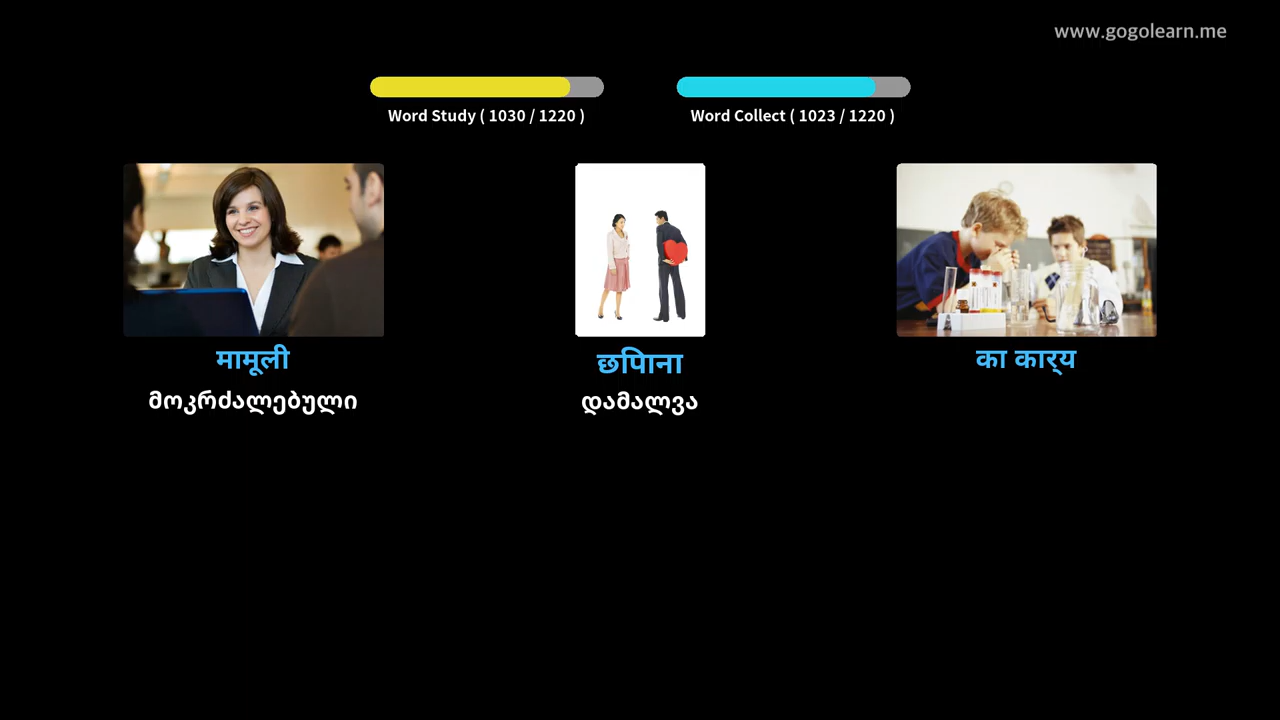 www.gogolearn.me
Word Study ( 1030 / 1220 )
Word Collect ( 1023 / 1220 )
मामूली
छिपाना
का कार्य
მოკრძალებული
დამალვა